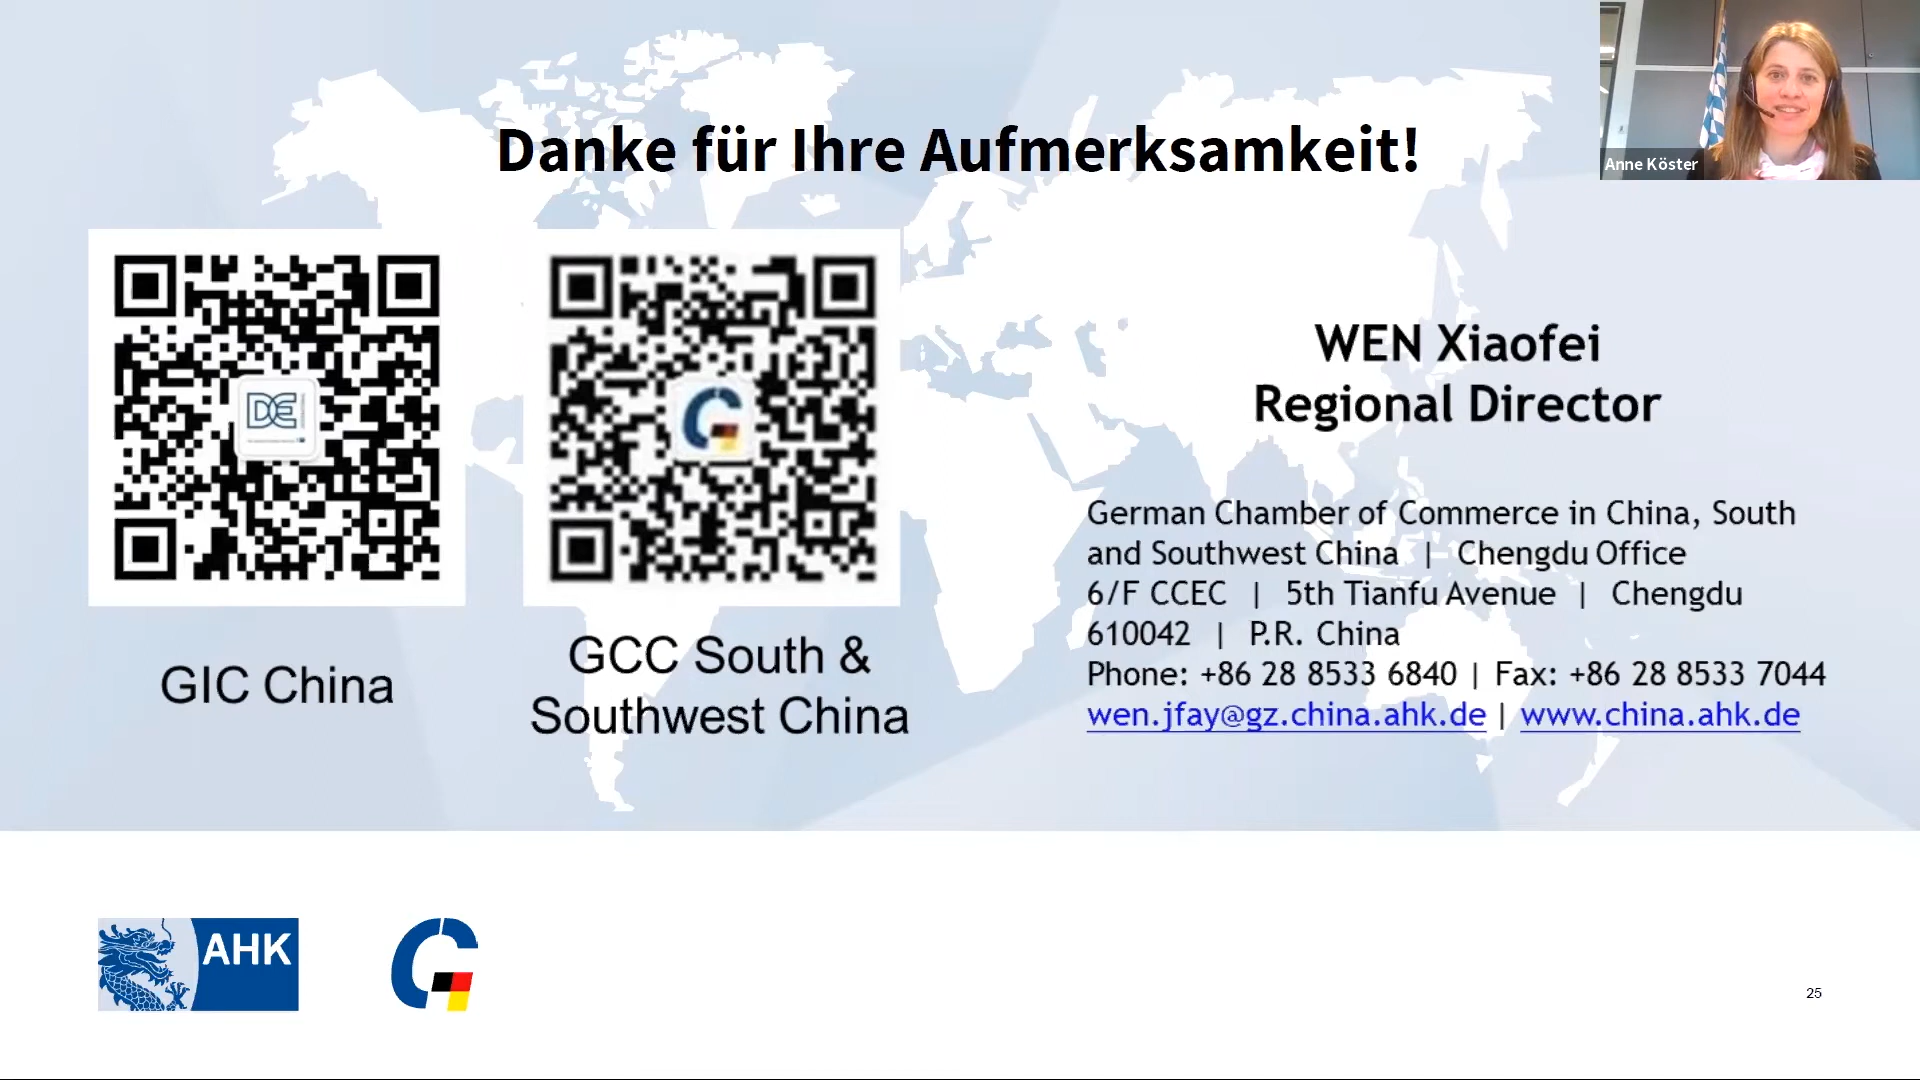 Danke für Ihre Aufmerksamkeit!
Anne Köster
DE
GIC China
GCC South &
Southwest China
WEN Xiaofei
Regional Director
German Chamber of Commerce in China, South
and Southwest China | Chengdu Office
6/F CCEC | 5th Tianfu Avenue | Chengdu
610042 | P.R. China
Phone: +86 28 8533 6840 | Fax: +86 28 8533 7044
wen.jfay@gz.china.ahk.de | www.china.ahk.de
AHK
25